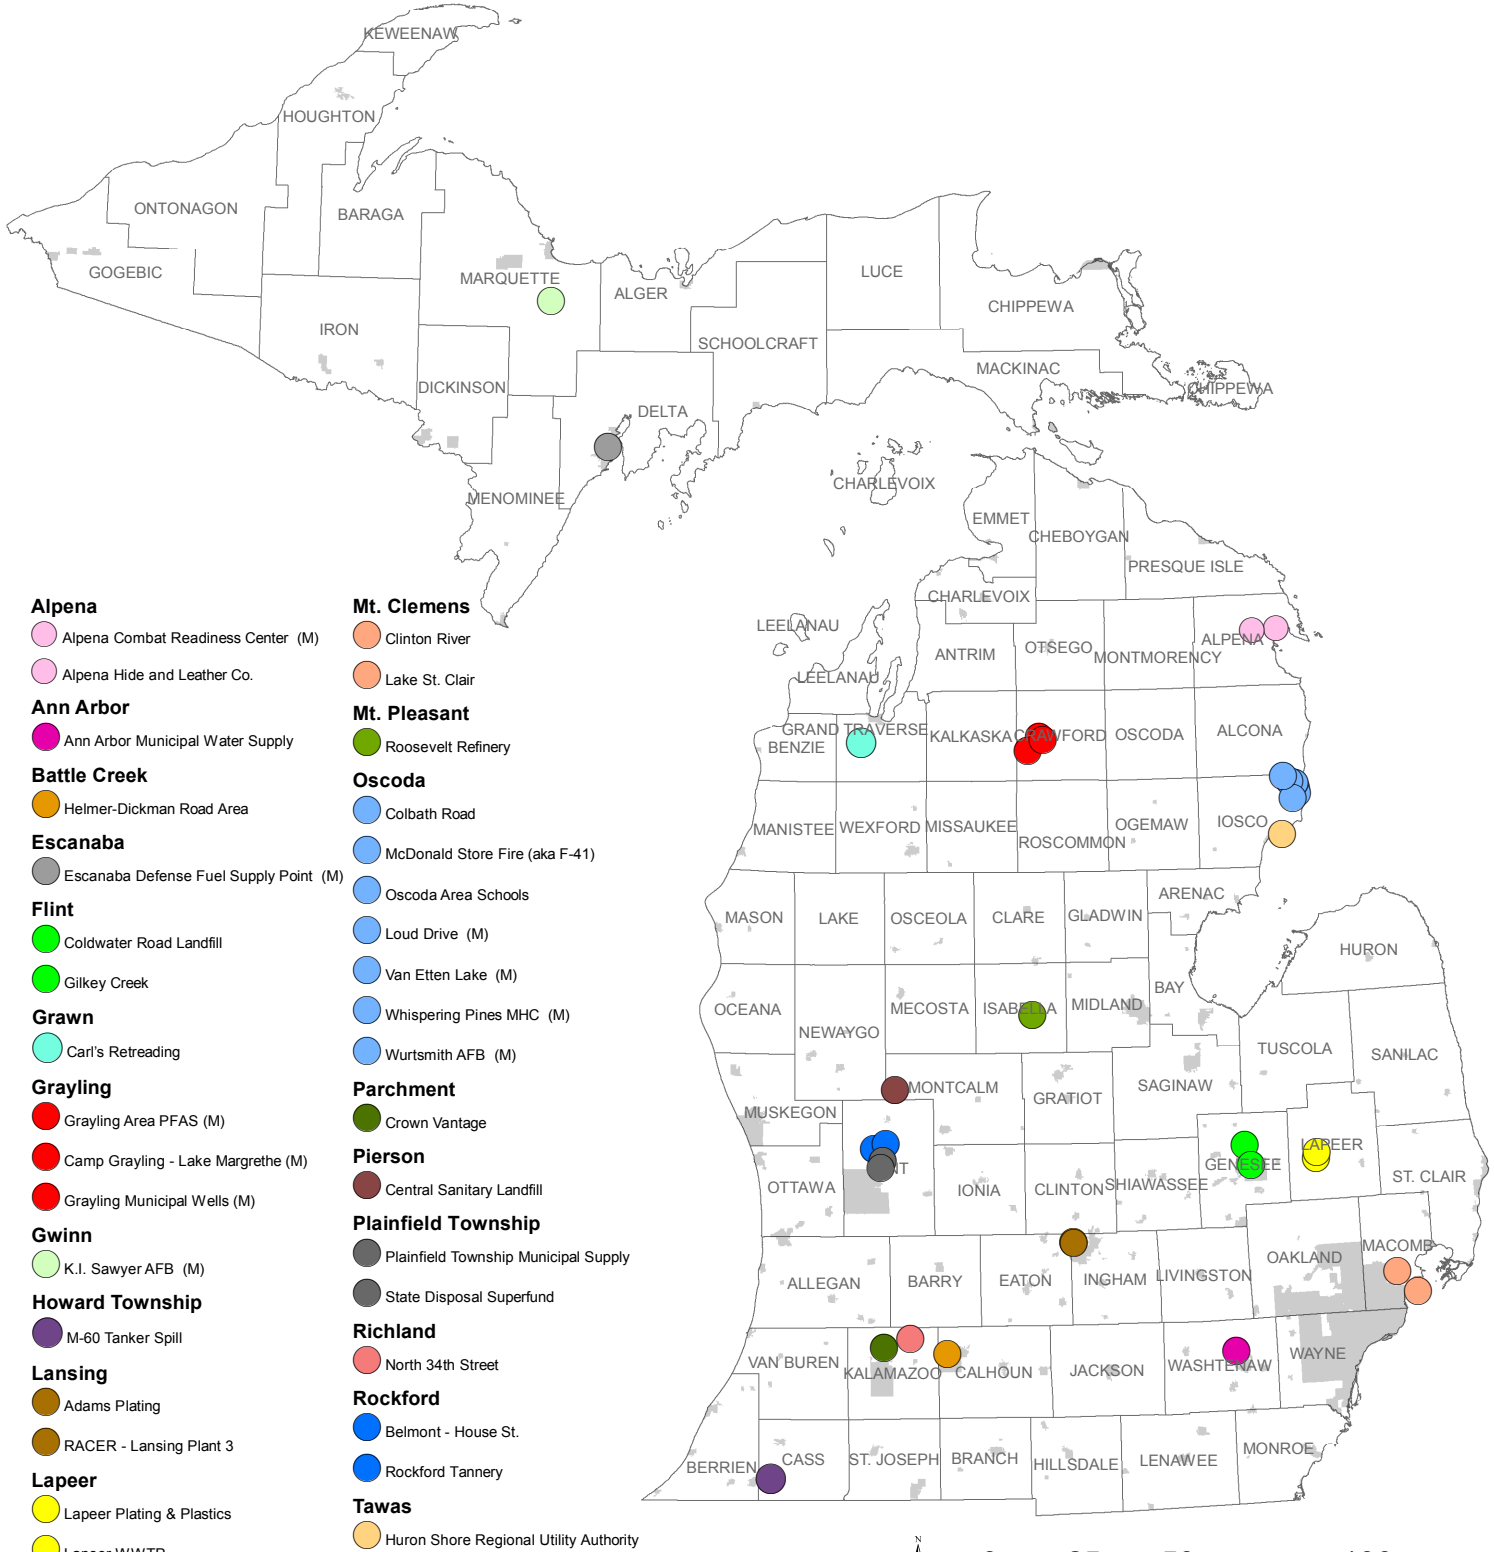 KEWEENAW
HOUGHTON
ONTONAGON
BARAGA
GOGEBIC
MARQUETTE
ALGER
LUCE
CHIPPEWA
IRON
SCHOOLCRAFT
MACKINAC
DICKINSON
CHIPPEWA
DELTA
MENOMINEE
CHARLEVOIX
EMMET
CHEBOYGAN
PRESQUE ISLE
CHARLEVOIX
LEELANAU
ALPENA
ANTRIM
OTSEGO
MONTMORENCY
LEELANAU
GRAND TRAVERSE
BENZIE
KALKASKA
CRAWFORD
OSCODA
ALCONA
MANISTEE
WEXFORD
MISSAUKEE
ROSCOMMON
OGEMAW
IOSCO
ARENAC
MASON
LAKE
OSCEOLA
CLARE
GLADWIN
HURON
BAY
OCEANA
NEWAYGO
MECOSTA
ISABELLA
MIDLAND
TUSCOLA
SANILAC
MUSKEGON
MONTCALM
GRATIOT
SAGINAW
OTTAWA
NT
IONIA
CLINTON
SHIAWASSEE
GENESEE
LAPEER
ST. CLAIR
ALLEGAN
BARRY
EATON
INGHAM
LIVINGSTON
OAKLAND
MACOMB
VAN BUREN
KALAMAZOO
CALHOUN
JACKSON
WASHTENAW
WAYNE
BERRIEN
CASS
ST. JOSEPH
BRANCH
HILLSDALE
LENAWEE
MONROE
Alpena
Alpena Combat Readiness Center (M)
Alpena Hide and Leather Co.
Ann Arbor
Ann Arbor Municipal Water Supply
Battle Creek
Helmer-Dickman Road Area
Escanaba
Escanaba Defense Fuel Supply Point (M)
Flint
Coldwater Road Landfill
Gilkey Creek
Grawn
Carl's Retreading
Grayling
Grayling Area PFAS (M)
Camp Grayling - Lake Margrethe (M)
Grayling Municipal Wells (M)
Gwinn
K.I. Sawyer AFB (M)
Howard Township
M-60 Tanker Spill
Lansing
Adams Plating
RACER - Lansing Plant 3
Lapeer
Lapeer Plating & Plastics
Lapeer WWTP
Mt. Clemens
Clinton River
Lake St. Clair
Mt. Pleasant
Roosevelt Refinery
Oscoda
Colbath Road
McDonald Store Fire (aka F-41)
Oscoda Area Schools
Loud Drive (M)
Van Etten Lake (M)
Whispering Pines MHC (M)
Wurtsmith AFB (M)
Parchment
Crown Vantage
Pierson
Central Sanitary Landfill
Plainfield Township
Plainfield Township Municipal Supply
State Disposal Superfund
Richland
North 34th Street
Rockford
Belmont - House St.
Rockford Tannery
Tawas
Huron Shore Regional Utility Authority
N